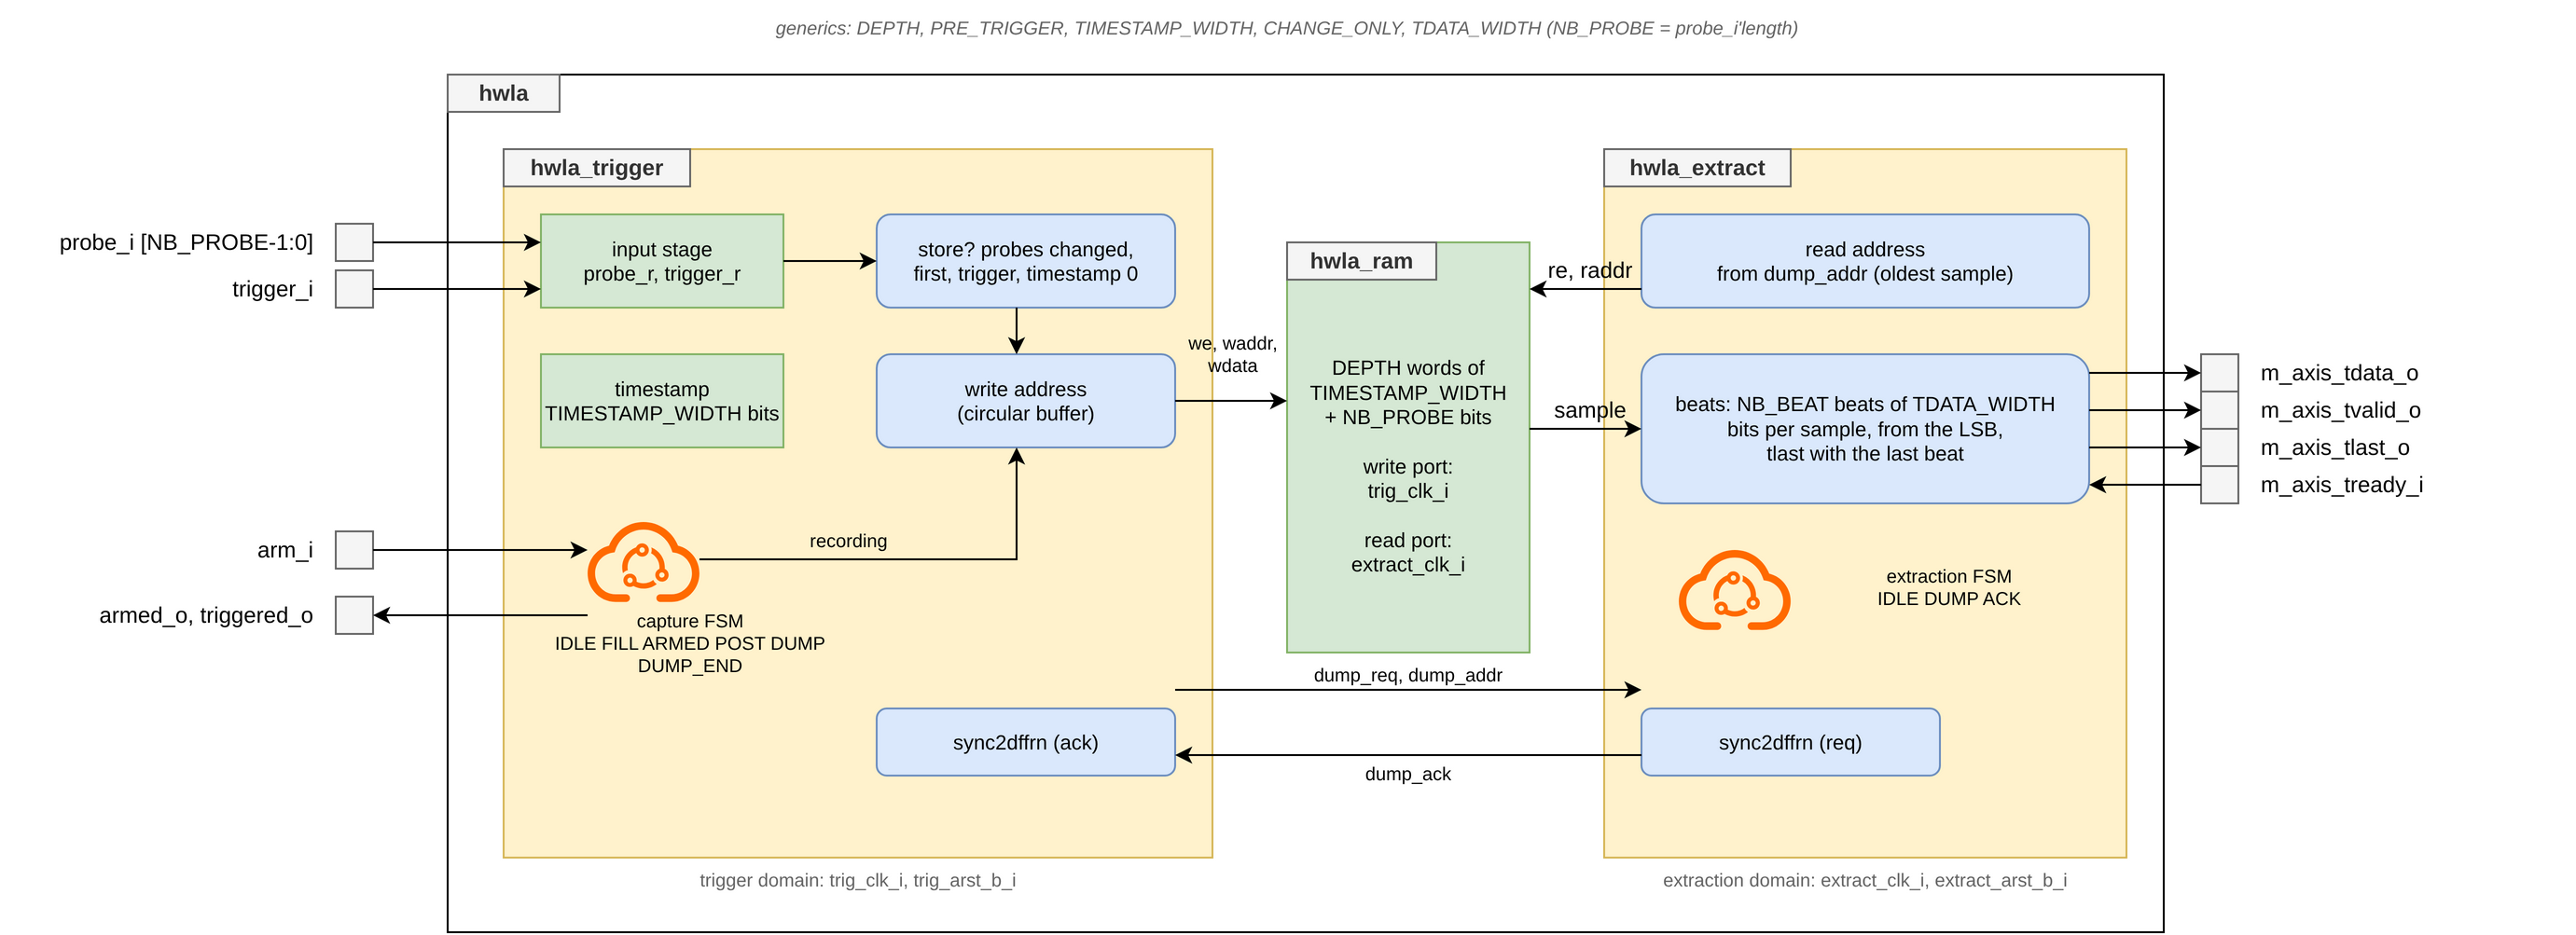 generics: DEPTH, PRE_TRIGGER, TIMESTAMP_WIDTH, CHANGE_ONLY, TDATA_WIDTH (NB_PROBE = probe_i'length)
hwla
hwla_trigger
probe_i [NB_PROBE-1:0]
trigger_i
input stage
probe_r, trigger_r
store? probes changed,
first, trigger, timestamp 0
timestamp
TIMESTAMP_WIDTH bits
write address
(circular buffer)
we, waddr,
wdata
arm_i
armed_o, triggered_o
recording
capture FSM
IDLE FILL ARMED POST DUMP
DUMP_END
sync2dffrn (ack)
trigger domain: trig_clk_i, trig_arst_b_i
hwla_ram
DEPTH words of
TIMESTAMP_WIDTH
+ NB_PROBE bits
write port:
trig_clk_i
read port:
extract_clk_i
re, raddr
sample
dump_req, dump_addr
dump_ack
hwla_extract
read address
from dump_addr (oldest sample)
beats: NB_BEAT beats of TDATA_WIDTH
bits per sample, from the LSB,
tlast with the last beat
extraction FSM
IDLE DUMP ACK
sync2dffrn (req)
extraction domain: extract_clk_i, extract_arst_b_i
m_axis_tdata_o
m_axis_tvalid_o
m_axis_tlast_o
m_axis_tready_i